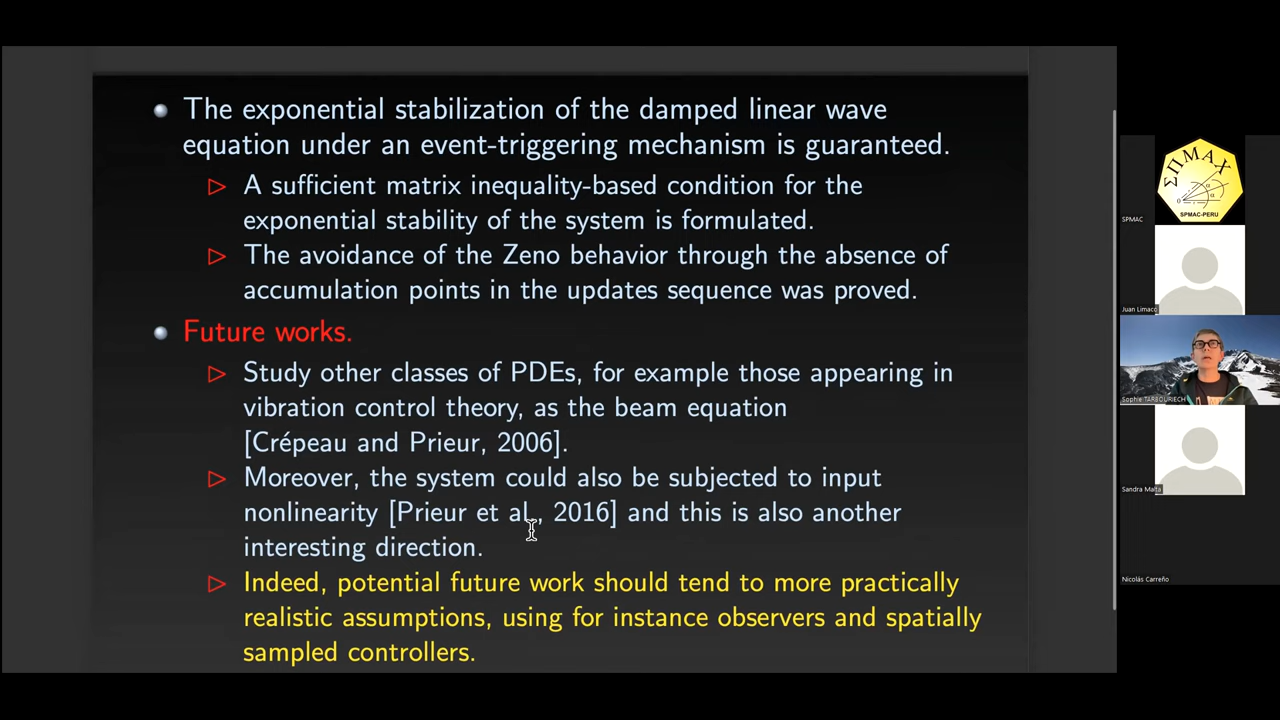 The exponential stabilization of the damped linear wave
equation under an event-triggering mechanism is guaranteed.
A sufficient matrix inequality-based condition for the
exponential stability of the system is formulated.
The avoidance of the Zeno behavior through the absence of
accumulation points in the updates sequence was proved.
Future works.
Study other classes of PDEs, for example those appearing in
vibration control theory, as the beam equation
[Crépeau and Prieur, 2006].
Moreover, the system could also be subjected to input
nonlinearity [Prieur et al., 2016] and this is also another
interesting direction.
Indeed, potential future work should tend to more practically
realistic assumptions, using for instance observers and spatially
sampled controllers.
ΣΠΜΑΧ
SPMAC-PERU
SPMAC
Juan Limaco
Sophie TARBOURIECH
Sandra Malta
Nicolás Carreño